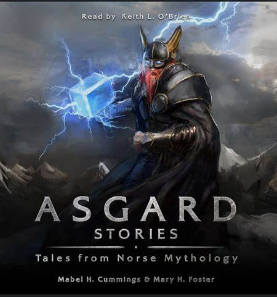 Read by Keith L. O'Brien
ASGARD
STORIES
Tales from Norse Mythology
Mabel H. Cummings & Mary H. Foster